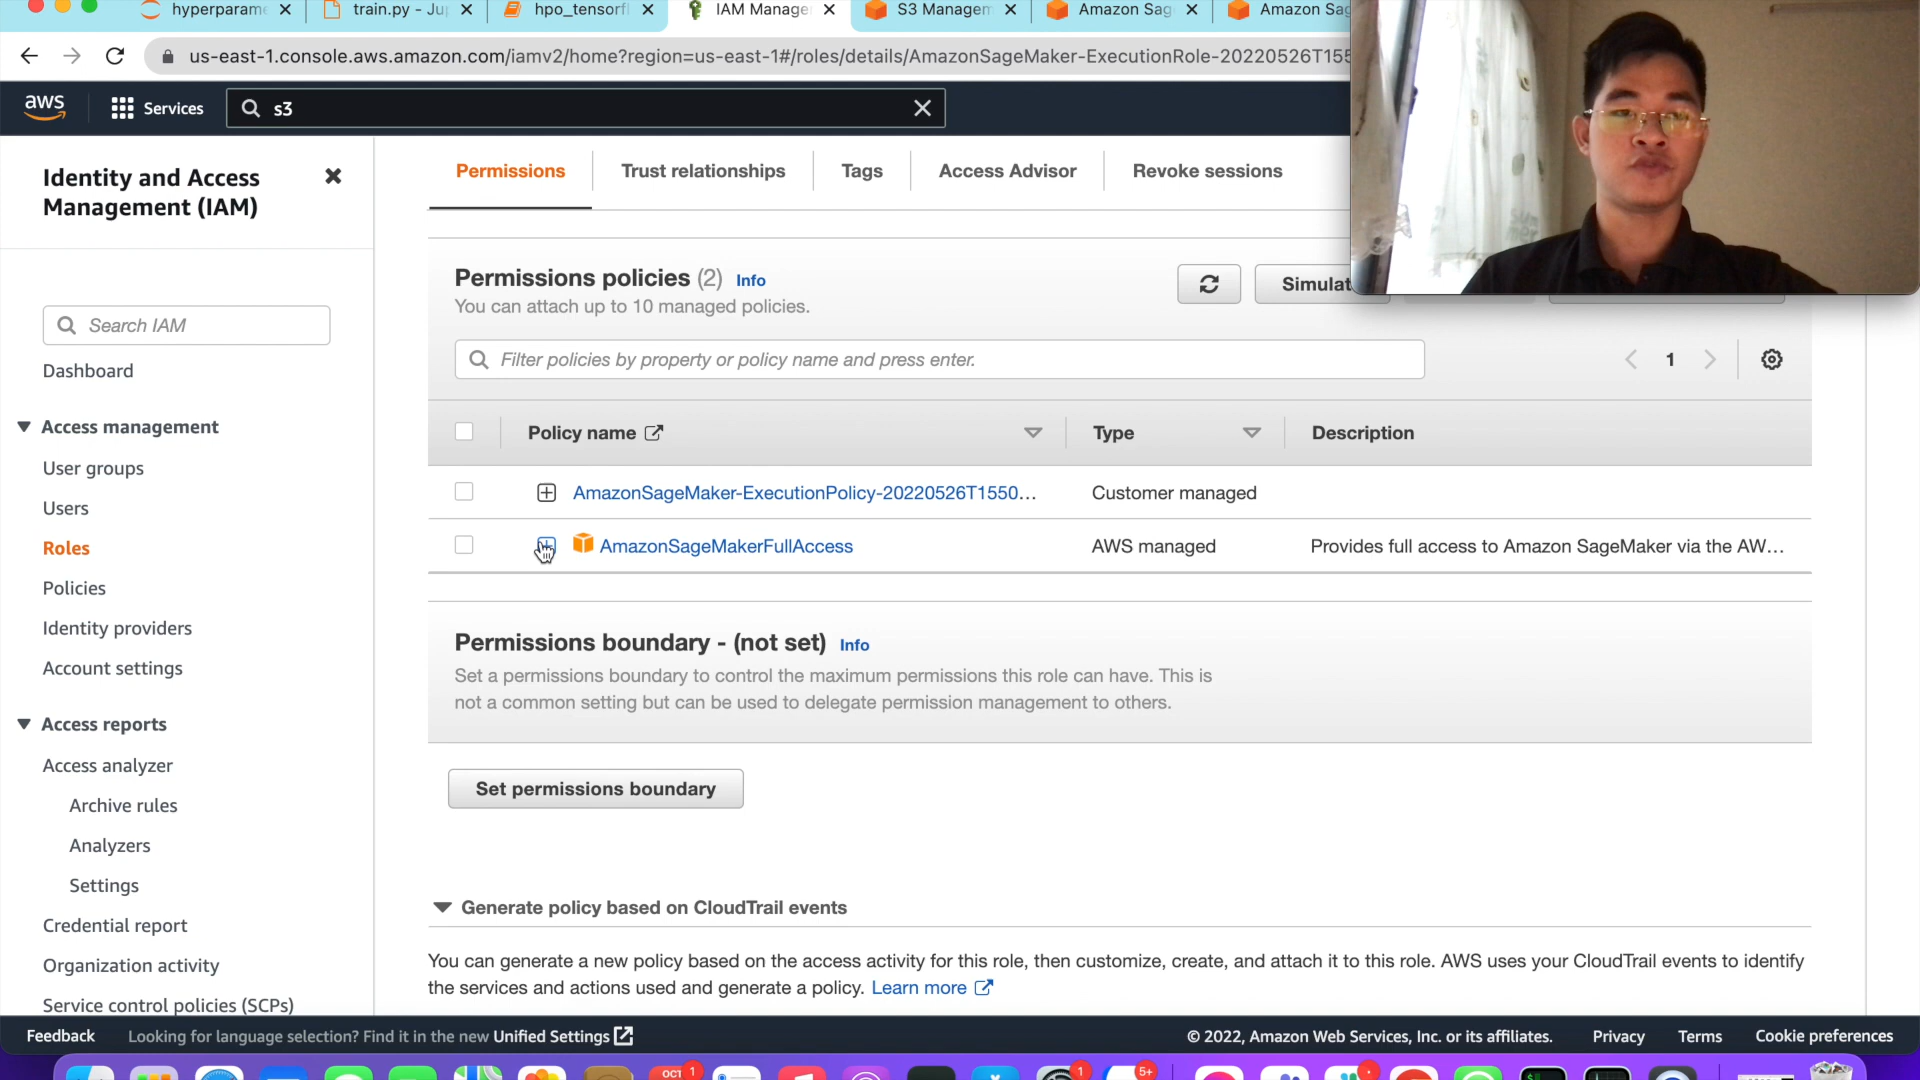 hyperparame
train.py - Jup
hpo_tensorfl
IAM Manage
S3 Managem
Amazon Sag
Amazon Sag
us-east-1.console.aws.amazon.com/iamv2/home?region=us-east-1#/roles/details/AmazonSageMaker-ExecutionRole-20220526T155
aws
Services
s3
Identity and Access
Management (IAM)
Search IAM
Dashboard
Access management
User groups
Users
Roles
Policies
Identity providers
Account settings
Access reports
Access analyzer
Archive rules
Analyzers
Settings
Credential report
Organization activity
Service control policies (SCPs)
Permissions
Trust relationships
Tags
Access Advisor
Revoke sessions
Permissions policies (2) Info
You can attach up to 10 managed policies.
Simulat
Filter policies by property or policy name and press enter.
1
Policy name
Type
Description
AmazonSageMaker-ExecutionPolicy-20220526T1550...
Customer managed
AmazonSageMakerFullAccess
AWS managed
Provides full access to Amazon SageMaker via the AW...
Permissions boundary - (not set) Info
Set a permissions boundary to control the maximum permissions this role can have. This is
not a common setting but can be used to delegate permission management to others.
Set permissions boundary
Generate policy based on CloudTrail events
You can generate a new policy based on the access activity for this role, then customize, create, and attach it to this role. AWS uses your CloudTrail events to identify
the services and actions used and generate a policy. Learn more
Feedback
Looking for language selection? Find it in the new Unified Settings
© 2022, Amazon Web Services, Inc. or its affiliates.
Privacy
Terms
Cookie preferences
OCT
1
1
5+